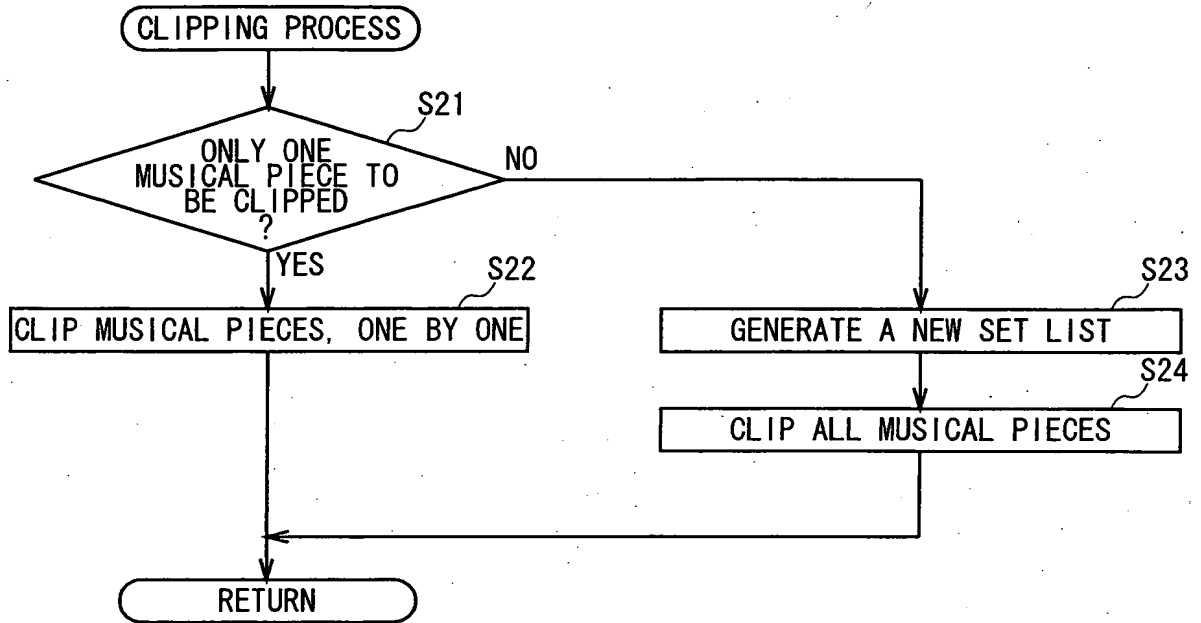 CLIPPING PROCESS
S21
ONLY ONE
MUSICAL PIECE TO
BE CLIPPED
?
NO
YES
S22
CLIP MUSICAL PIECES, ONE BY ONE
S23
GENERATE A NEW SET LIST
S24
CLIP ALL MUSICAL PIECES
RETURN